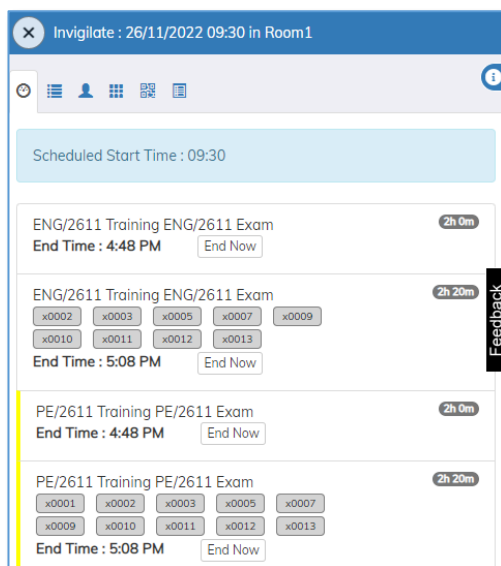 Invigilate : 26/11/2022 09:30 in Room1
Scheduled Start Time : 09:30
ENG/2611 Training ENG/2611 Exam 2h 0m
End Time : 4:48 PM End Now
ENG/2611 Training ENG/2611 Exam 2h 20m
x0002 x0003 x0005 x0007 x0009
x0010 x0011 x0012 x0013
End Time : 5:08 PM End Now
PE/2611 Training PE/2611 Exam 2h 0m
End Time : 4:48 PM End Now
PE/2611 Training PE/2611 Exam 2h 20m
x0001 x0002 x0003 x0005 x0007
x0009 x0010 x0011 x0012 x0013
End Time : 5:08 PM End Now
Feedback